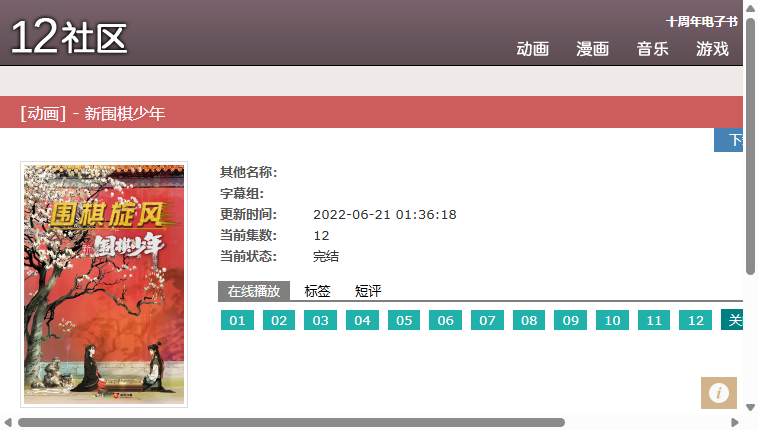 12社区
十周年电子书
动画 漫画 音乐 游戏
[动画] - 新围棋少年
围棋旋风
新围棋少年
其他名称:
字幕组:
更新时间: 2022-06-21 01:36:18
当前集数: 12
当前状态: 完结
在线播放 标签 短评
01 02 03 04 05 06 07 08 09 10 11 12 关